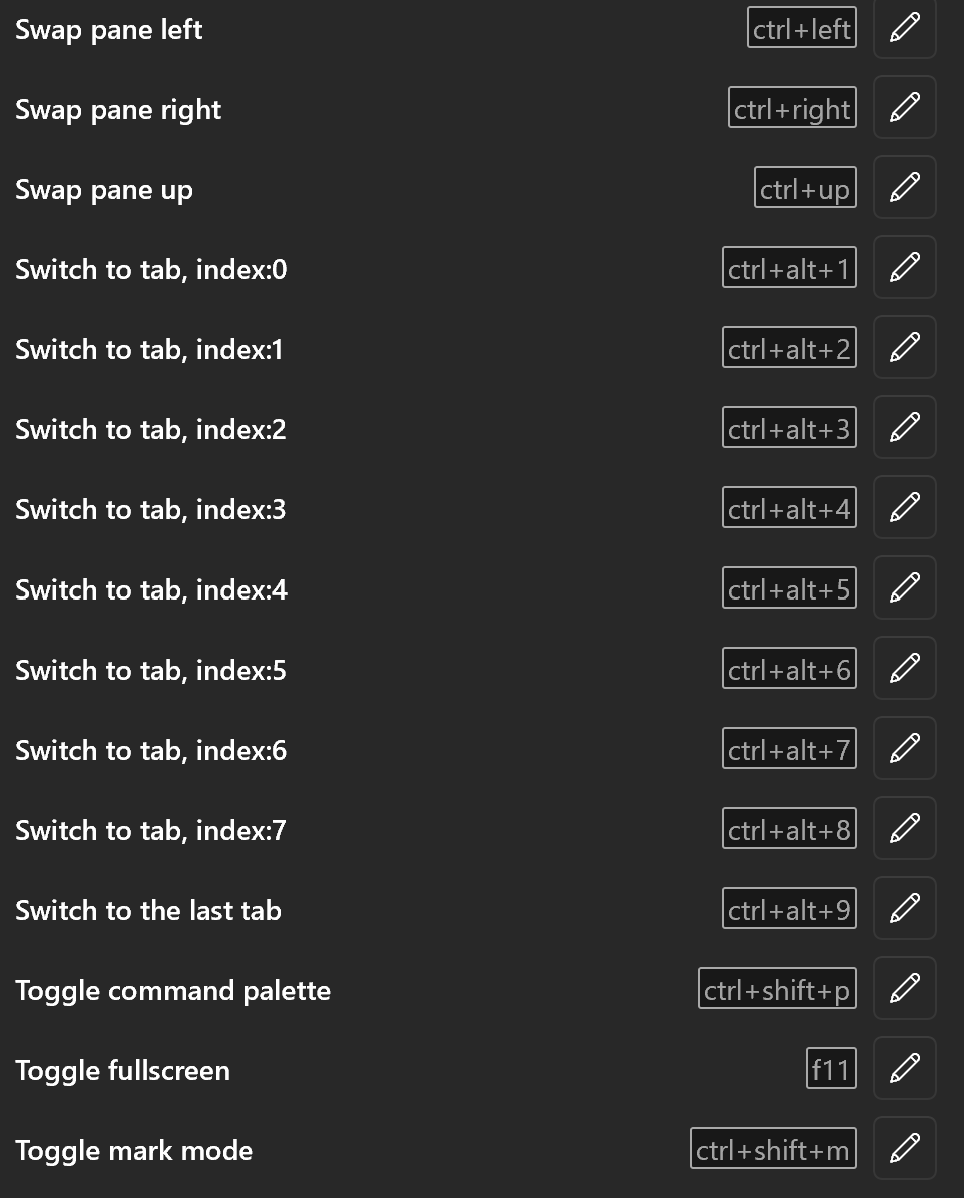 Swap pane left ctrl+left
Swap pane right ctrl+right
Swap pane up ctrl+up
Switch to tab, index:0 ctrl+alt+1
Switch to tab, index:1 ctrl+alt+2
Switch to tab, index:2 ctrl+alt+3
Switch to tab, index:3 ctrl+alt+4
Switch to tab, index:4 ctrl+alt+5
Switch to tab, index:5 ctrl+alt+6
Switch to tab, index:6 ctrl+alt+7
Switch to tab, index:7 ctrl+alt+8
Switch to the last tab ctrl+alt+9
Toggle command palette ctrl+shift+p
Toggle fullscreen f11
Toggle mark mode ctrl+shift+m